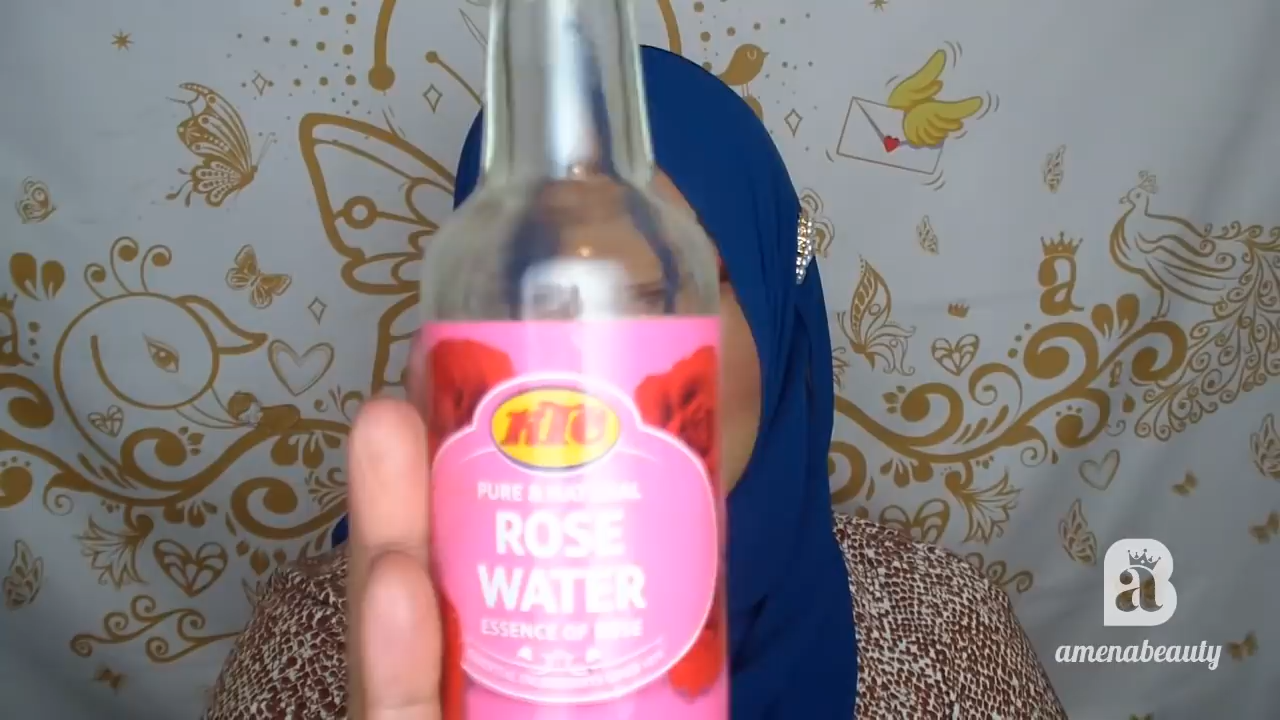 KTC
PURE & NATURAL
ROSE
WATER
ESSENCE OF ROSE
a
a
B
amenabeauty